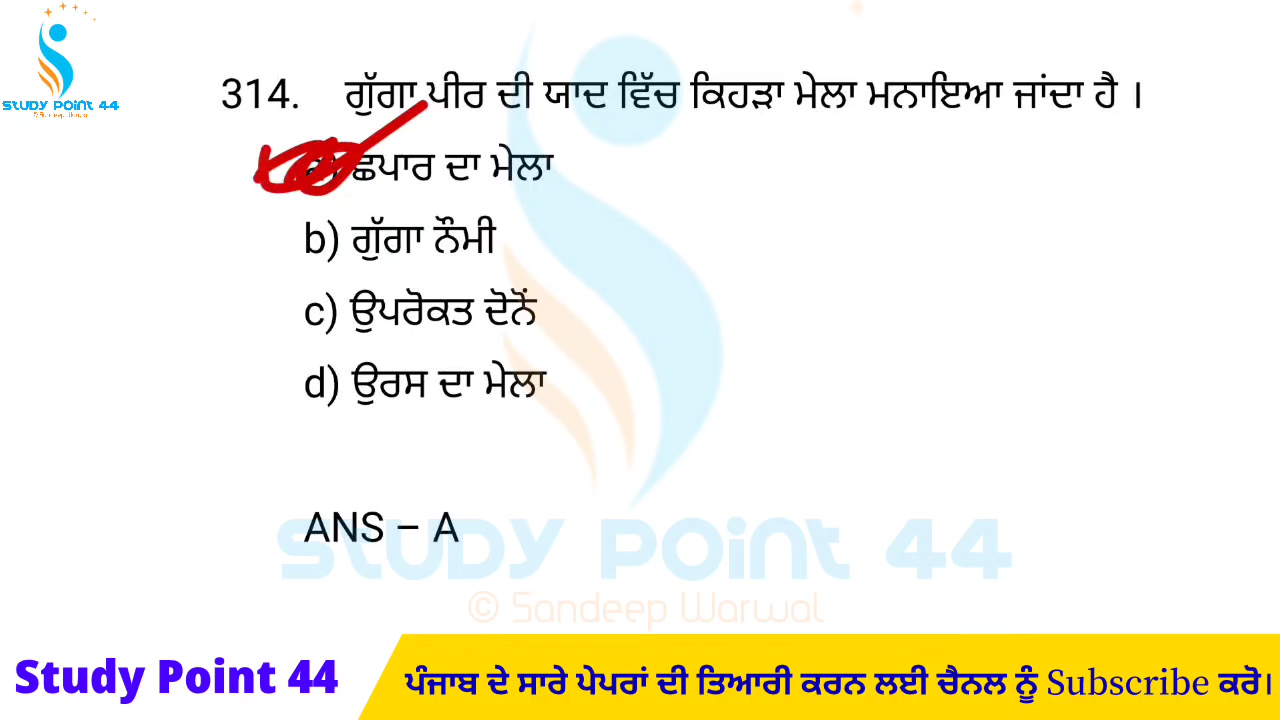 STUDY POINT 44
314. ਗੁੱਗਾ ਪੀਰ ਦੀ ਯਾਦ ਵਿੱਚ ਕਿਹੜਾ ਮੇਲਾ ਮਨਾਇਆ ਜਾਂਦਾ ਹੈ ।
ਛਪਾਰ ਦਾ ਮੇਲਾ
b) ਗੁੱਗਾ ਨੌਮੀ
c) ਉਪਰੋਕਤ ਦੋਨੋਂ
d) ਉਰਸ ਦਾ ਮੇਲਾ
ANS – A
STUDY POINT 44
© Sandeep Warwal
Study Point 44
ਪੰਜਾਬ ਦੇ ਸਾਰੇ ਪੇਪਰਾਂ ਦੀ ਤਿਆਰੀ ਕਰਨ ਲਈ ਚੈਨਲ ਨੂੰ Subscribe ਕਰੋ।